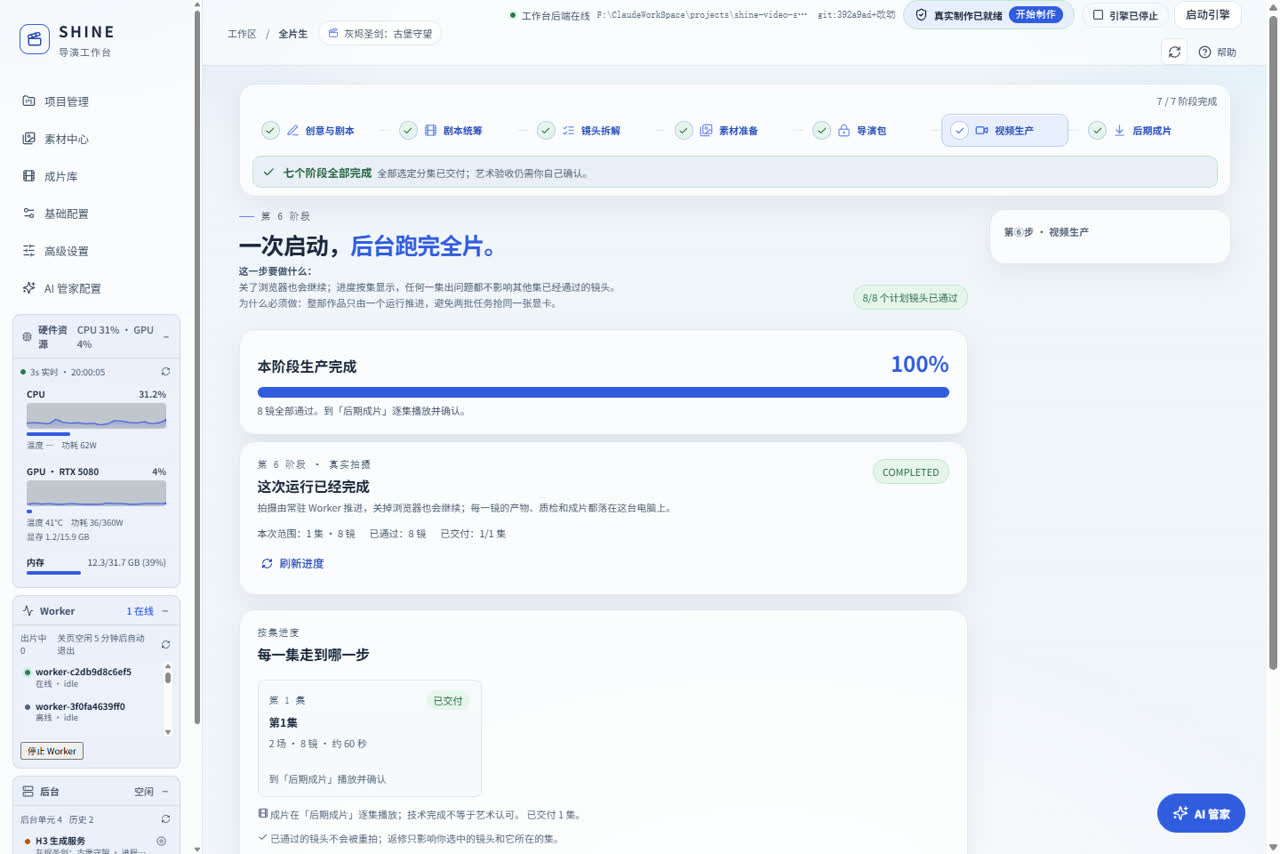 SHINE
导演工作台
项目管理
素材中心
成片库
基础配置
高级设置
AI 管家配置
硬件资源
CPU 31% · GPU 4%
3s 实时 · 20:00:05
CPU
31.2%
温度 — 功耗 62W
GPU · RTX 5080
4%
温度 41°C 功耗 36/360W
显存 1.2/15.9 GB
内存
12.3/31.7 GB (39%)
Worker
1 在线
出片中 0
关页空闲 5 分钟后自动退出
worker-c2db9d8c6ef5
在线 · idle
worker-3f0fa4639ff0
离线 · idle
停止 Worker
后台
空闲
后台单元 4 历史 2
H3 生成服务
工作区 / 全片生
灰烬圣剑：古堡守望
工作台后端在线 F:\ClaudeWorkSpace\projects\shine-video-s··· git:392a9ad+改动
真实制作已就绪
开始制作
引擎已停止
启动引擎
帮助
7 / 7 阶段完成
创意与剧本
剧本统筹
镜头拆解
素材准备
导演包
视频生产
后期成片
七个阶段全部完成 全部选定分集已交付；艺术验收仍需你自己确认。
第 6 阶段
一次启动，后台跑完全片。
这一步要做什么：
关了浏览器也会继续；进度按集显示，任何一集出问题都不影响其他集已经通过的镜头。
为什么必须做：整部作品只由一个运行推进，避免两批任务抢同一张显卡。
8/8 个计划镜头已通过
第⑥步 · 视频生产
本阶段生产完成
100%
8 镜全部通过。到「后期成片」逐集播放并确认。
第 6 阶段 · 真实拍摄
这次运行已经完成
COMPLETED
拍摄由常驻 Worker 推进，关掉浏览器也会继续；每一镜的产物、质检和成片都落在这台电脑上。
本次范围：1 集 · 8 镜 已通过：8 镜 已交付：1/1 集
刷新进度
按集进度
每一集走到哪一步
第 1 集
已交付
第1集
2 场 · 8 镜 · 约 60 秒
到「后期成片」播放并确认
成片在「后期成片」逐集播放；技术完成不等于艺术认可。 已交付 1 集。
已通过的镜头不会被重拍；返修只影响你选中的镜头和它所在的集。
AI 管家